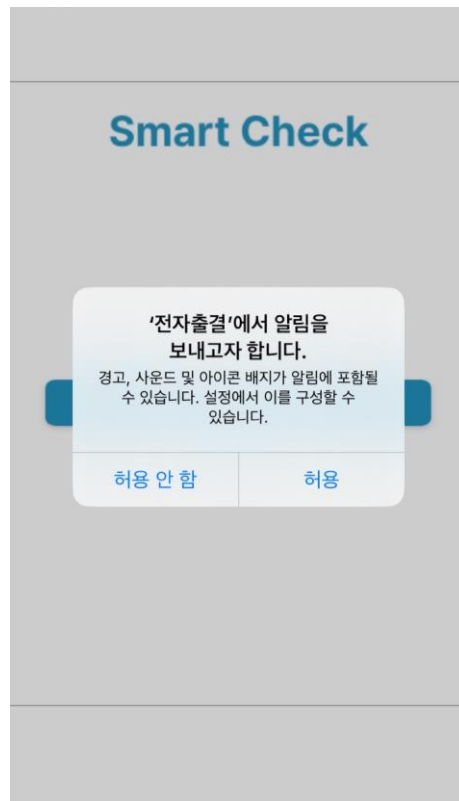 Smart Check
‘전자출결’에서 알림을
보내고자 합니다.
경고, 사운드 및 아이콘 배지가 알림에 포함될
수 있습니다. 설정에서 이를 구성할 수
있습니다.
허용 안 함
허용